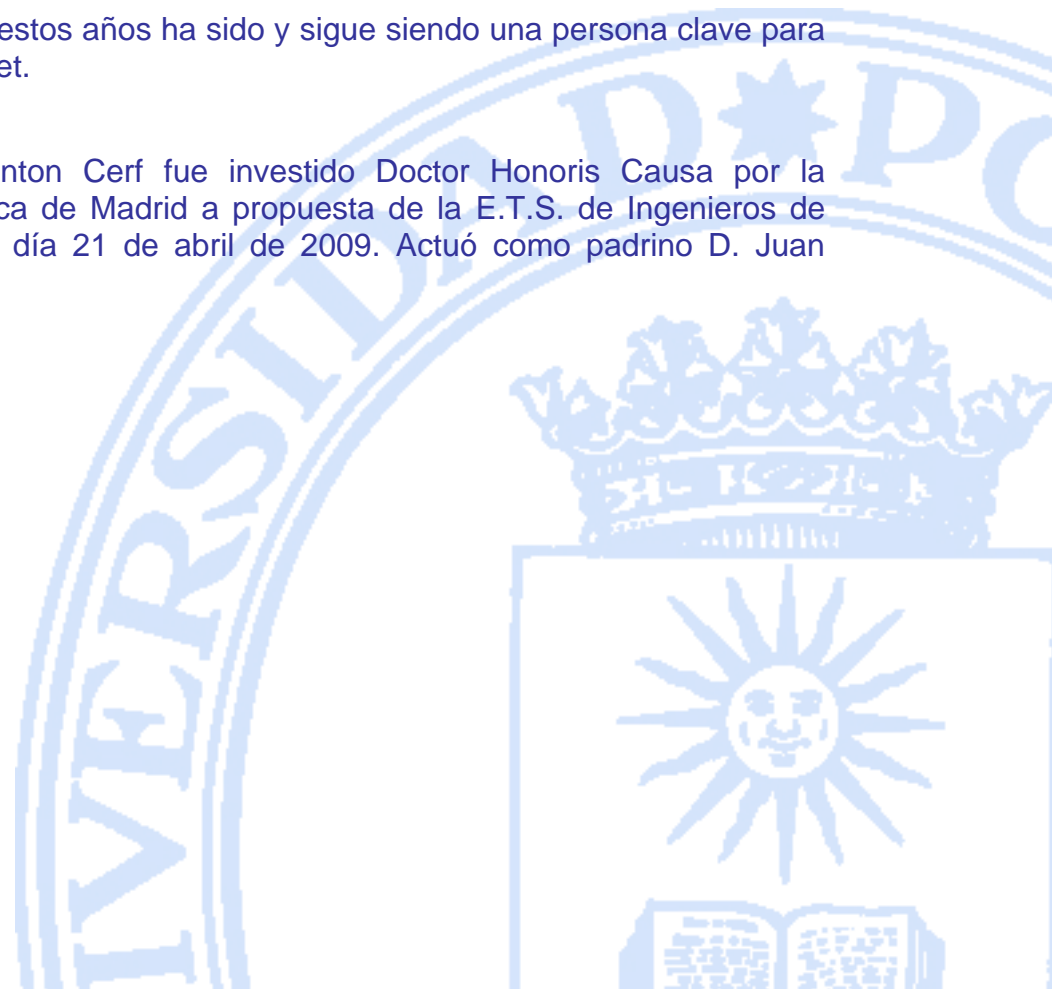 estos años ha sido y sigue siendo una persona clave para
et.
nton Cerf fue investido Doctor Honoris Causa por la
ca de Madrid a propuesta de la E.T.S. de Ingenieros de
día 21 de abril de 2009. Actuó como padrino D. Juan
IVERSIDAD PO